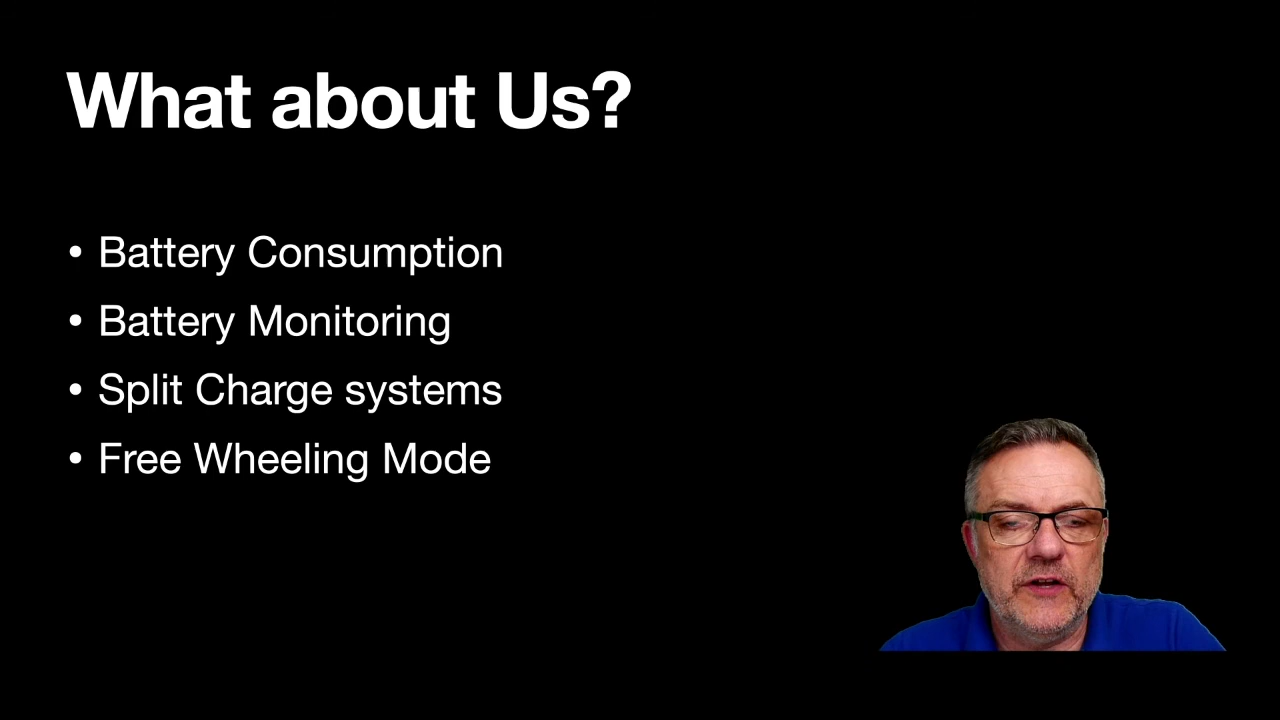 What about Us?
• Battery Consumption
• Battery Monitoring
• Split Charge systems
• Free Wheeling Mode